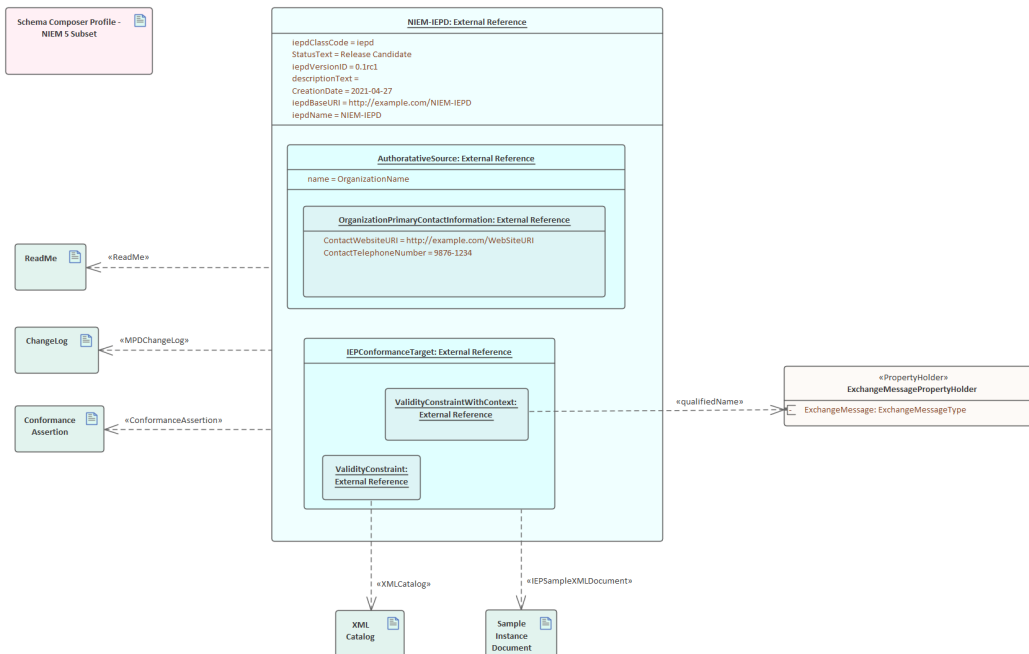 Schema Composer Profile -
NIEM 5 Subset
NIEM-IEPD: External Reference
iepdClassCode = iepd
StatusText = Release Candidate
iepdVersionID = 0.1rc1
descriptionText =
CreationDate = 2021-04-27
iepdBaseURI = http://example.com/NIEM-IEPD
iepdName = NIEM-IEPD
AuthoratativeSource: External Reference
name = OrganizationName
OrganizationPrimaryContactInformation: External Reference
ContactWebsiteURI = http://example.com/WebSiteURI
ContactTelephoneNumber = 9876-1234
ReadMe
«ReadMe»
ChangeLog
«MPDChangeLog»
IEPConformanceTarget: External Reference
«PropertyHolder»
ExchangeMessagePropertyHolder
ExchangeMessage: ExchangeMessageType
ValidityConstraintWithContext:
External Reference
«qualifiedName»
Conformance
Assertion
«ConformanceAssertion»
ValidityConstraint:
External Reference
«XMLCatalog»
«IEPSampleXMLDocument»
XML
Catalog
Sample
Instance
Document